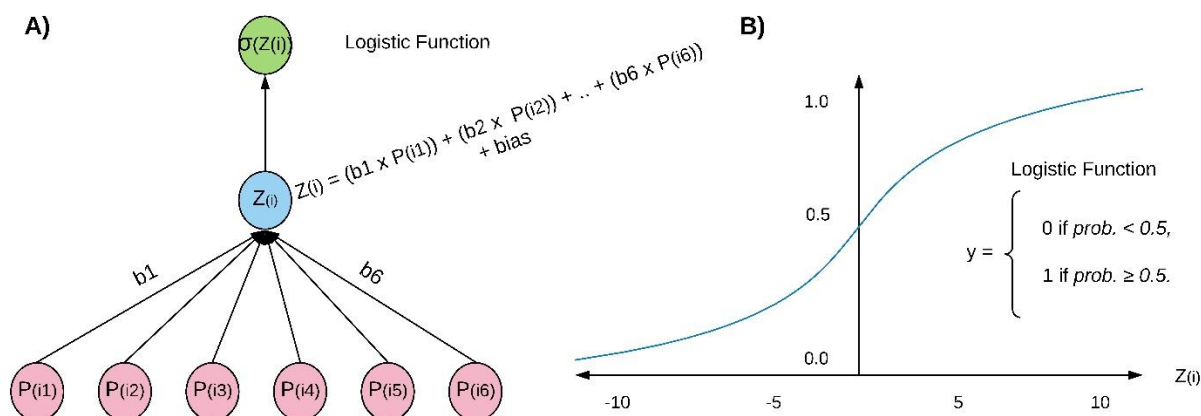 A)
σ(Z(i))
Logistic Function
Z(i) = (b1 x P(i1)) + (b2 x P(i2)) + .. + (b6 x P(i6))
+ bias
Z(i)
b1
b6
P(i1)
P(i2)
P(i3)
P(i4)
P(i5)
P(i6)
B)
1.0
0.5
0.0
Logistic Function
y =
0 if prob. < 0.5,
1 if prob. ≥ 0.5.
-10
-5
5
10
Z(i)